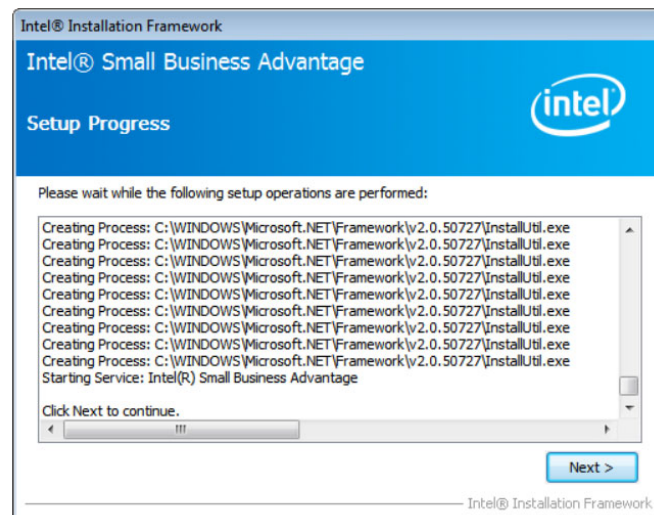 Intel® Installation Framework
Intel® Small Business Advantage
intel
Setup Progress
Please wait while the following setup operations are performed:
Creating Process: C:\WINDOWS\Microsoft.NET\Framework\v2.0.50727\InstallUtil.exe
Creating Process: C:\WINDOWS\Microsoft.NET\Framework\v2.0.50727\InstallUtil.exe
Creating Process: C:\WINDOWS\Microsoft.NET\Framework\v2.0.50727\InstallUtil.exe
Creating Process: C:\WINDOWS\Microsoft.NET\Framework\v2.0.50727\InstallUtil.exe
Creating Process: C:\WINDOWS\Microsoft.NET\Framework\v2.0.50727\InstallUtil.exe
Creating Process: C:\WINDOWS\Microsoft.NET\Framework\v2.0.50727\InstallUtil.exe
Creating Process: C:\WINDOWS\Microsoft.NET\Framework\v2.0.50727\InstallUtil.exe
Creating Process: C:\WINDOWS\Microsoft.NET\Framework\v2.0.50727\InstallUtil.exe
Creating Process: C:\WINDOWS\Microsoft.NET\Framework\v2.0.50727\InstallUtil.exe
Starting Service: Intel(R) Small Business Advantage
Click Next to continue.
Next >
Intel® Installation Framework